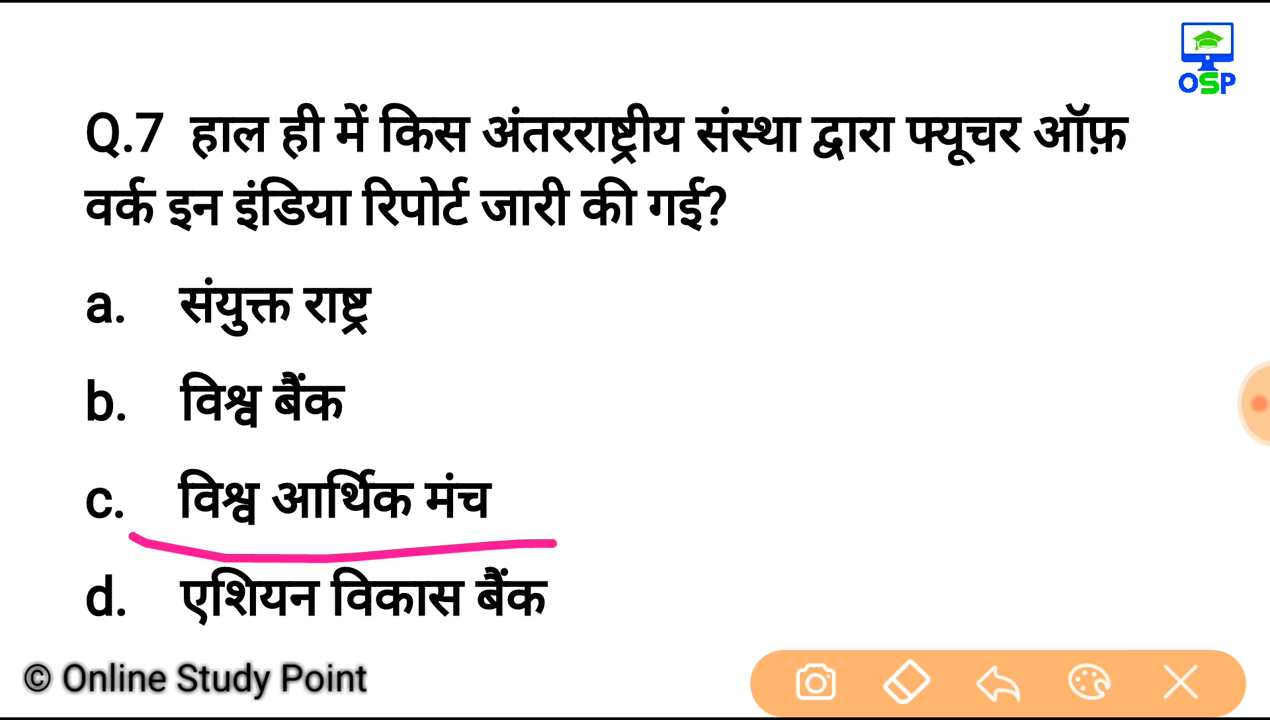 OSP
Q.7 हाल ही में किस अंतरराष्ट्रीय संस्था द्वारा फ्यूचर ऑफ़
वर्क इन इंडिया रिपोर्ट जारी की गई?
a. संयुक्त राष्ट्र
b. विश्व बैंक
c. विश्व आर्थिक मंच
d. एशियन विकास बैंक
© Online Study Point